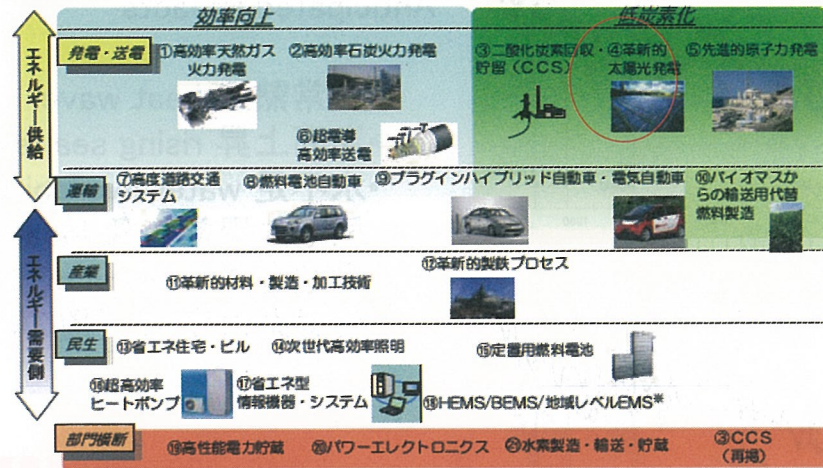 効率向上
低炭素化
エネルギー供給
発電・送電
①高効率天然ガス
火力発電
②高効率石炭火力発電
③二酸化炭素回収・
貯留（CCS）
④革新的
太陽光発電
⑤先進的原子力発電
⑥超電導
高効率送電
運輸
⑦高度道路交通
システム
⑧燃料電池自動車
⑨プラグインハイブリッド自動車・電気自動車
⑩バイオマスか
らの輸送用代替
燃料製造
エネルギー需要側
産業
⑪革新的材料・製造・加工技術
⑫革新的製鉄プロセス
民生
⑬省エネ住宅・ビル
⑭次世代高効率照明
⑮定置用燃料電池
⑯超高効率
ヒートポンプ
⑰省エネ型
情報機器・システム
⑱HEMS/BEMS/地域レベルEMS※
部門横断
⑲高性能電力貯蔵
⑳パワーエレクトロニクス
㉑水素製造・輸送・貯蔵
③CCS
（再掲）